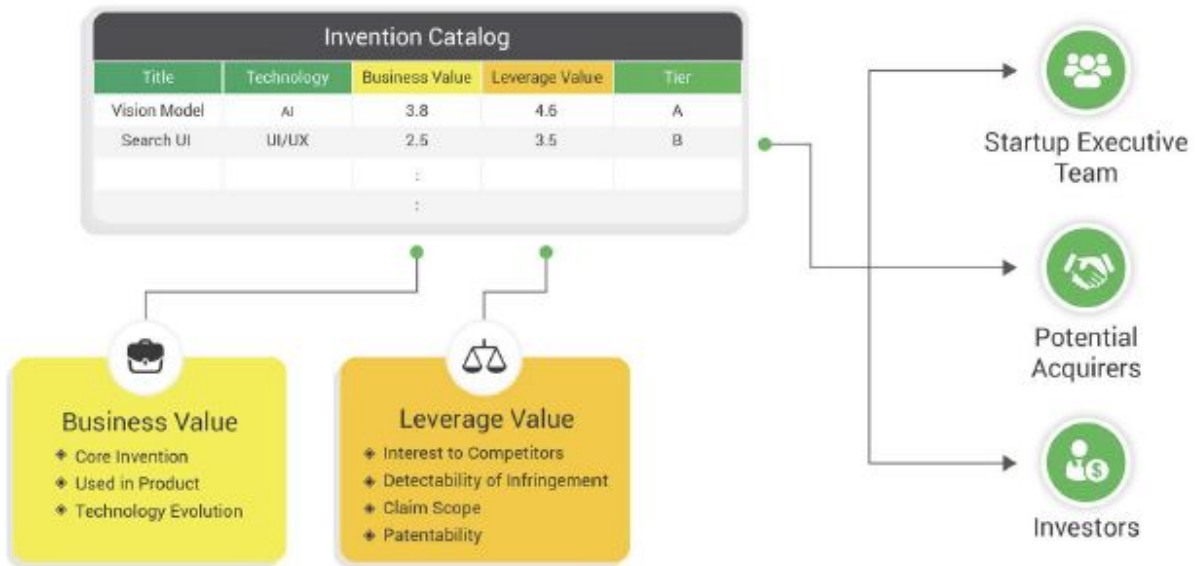 Invention Catalog
Title Technology Business Value Leverage Value Tier
Vision Model AI 3.8 4.6 A
Search UI UI/UX 2.5 3.5 B
:
:
Startup Executive
Team
Potential
Acquirers
Investors
Business Value
Core Invention
Used in Product
Technology Evolution
Leverage Value
Interest to Competitors
Detectability of Infringement
Claim Scope
Patentability